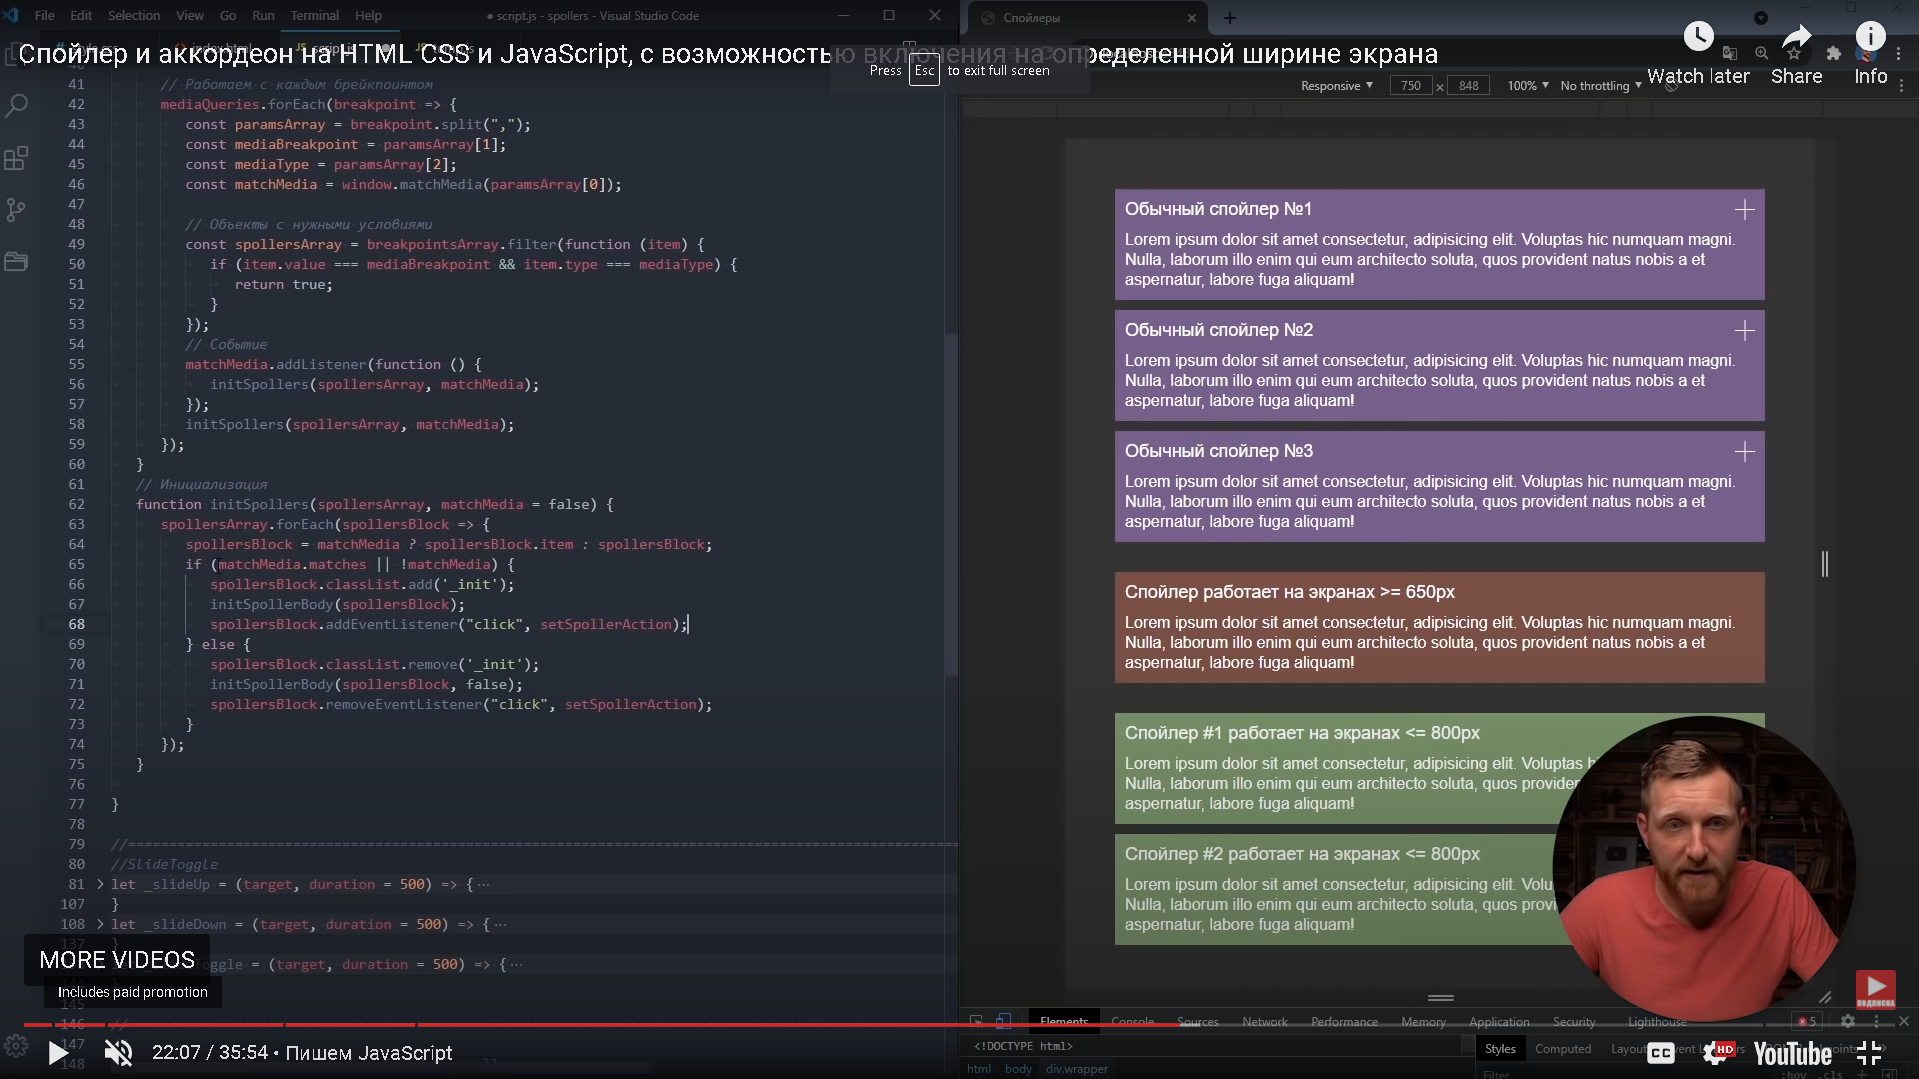 File Edit Selection View Go Run Terminal Help
● script.js - spollers - Visual Studio Code
Спойлер и аккордеон на HTML CSS и JavaScript, с возможностью включения на определенной ширине экрана
Press Esc to exit full screen
41 // Работаем с каждым брейкпоинтом
42 mediaQueries.forEach(breakpoint => {
43 const paramsArray = breakpoint.split(",");
44 const mediaBreakpoint = paramsArray[1];
45 const mediaType = paramsArray[2];
46 const matchMedia = window.matchMedia(paramsArray[0]);
47
48 // Объекты с нужными условиями
49 const spollersArray = breakpointsArray.filter(function (item) {
50 if (item.value === mediaBreakpoint && item.type === mediaType) {
51 return true;
52 }
53 });
54 // Событие
55 matchMedia.addListener(function () {
56 initSpollers(spollersArray, matchMedia);
57 });
58 initSpollers(spollersArray, matchMedia);
59 });
60 }
61 // Инициализация
62 function initSpollers(spollersArray, matchMedia = false) {
63 spollersArray.forEach(spollersBlock => {
64 spollersBlock = matchMedia ? spollersBlock.item : spollersBlock;
65 if (matchMedia.matches || !matchMedia) {
66 spollersBlock.classList.add('_init');
67 initSpollerBody(spollersBlock);
68 spollersBlock.addEventListener("click", setSpollerAction);
69 } else {
70 spollersBlock.classList.remove('_init');
71 initSpollerBody(spollersBlock, false);
72 spollersBlock.removeEventListener("click", setSpollerAction);
73 }
74 });
75 }
76
77 }
78
79 //====================================================================================================
80 //SlideToggle
81 let _slideUp = (target, duration = 500) => {···
107 }
108 let _slideDown = (target, duration = 500) => {···
137 }
oggle = (target, duration = 500) => {···
145
146 //
147
148
MORE VIDEOS
Includes paid promotion
22:07 / 35:54 • Пишем JavaScript
Спойлеры
Watch later Share Info
Responsive 750 × 848 100% No throttling
Обычный спойлер №1
Lorem ipsum dolor sit amet consectetur, adipisicing elit. Voluptas hic numquam magni.
Nulla, laborum illo enim qui eum architecto soluta, quos provident natus nobis a et
aspernatur, labore fuga aliquam!
Обычный спойлер №2
Lorem ipsum dolor sit amet consectetur, adipisicing elit. Voluptas hic numquam magni.
Nulla, laborum illo enim qui eum architecto soluta, quos provident natus nobis a et
aspernatur, labore fuga aliquam!
Обычный спойлер №3
Lorem ipsum dolor sit amet consectetur, adipisicing elit. Voluptas hic numquam magni.
Nulla, laborum illo enim qui eum architecto soluta, quos provident natus nobis a et
aspernatur, labore fuga aliquam!
Спойлер работает на экранах >= 650px
Lorem ipsum dolor sit amet consectetur, adipisicing elit. Voluptas hic numquam magni.
Nulla, laborum illo enim qui eum architecto soluta, quos provident natus nobis a et
aspernatur, labore fuga aliquam!
Спойлер #1 работает на экранах <= 800px
Lorem ipsum dolor sit amet consectetur, adipisicing elit. Voluptas h
Nulla, laborum illo enim qui eum architecto soluta, quos provider
aspernatur, labore fuga aliquam!
Спойлер #2 работает на экранах <= 800px
Lorem ipsum dolor sit amet consectetur, adipisicing elit. Volu
Nulla, laborum illo enim qui eum architecto soluta, quos provi
aspernatur, labore fuga aliquam!
ПОДПИСКА
Elements Console Sources Network Performance Memory Application Security Lighthouse 5
<!DOCTYPE html>
Styles Computed Layout
html body div.wrapper
Filter :hov .cls
CC HD YouTube